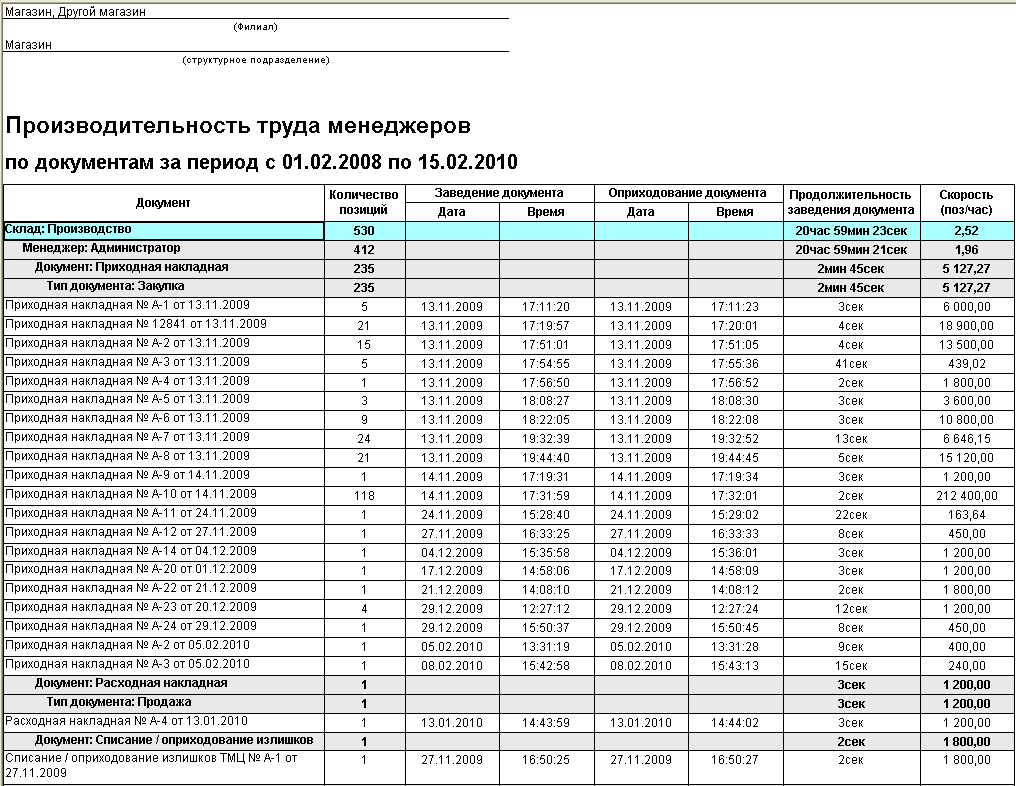 Магазин, Другой магазин
(Филиал)
Магазин
(структурное подразделение)
Производительность труда менеджеров
по документам за период с 01.02.2008 по 15.02.2010
Документ Количество позиций Заведение документа Оприходование документа Продолжительность заведения документа Скорость (поз/час)
Дата Время Дата Время
Склад: Производство 530 20час 59мин 23сек 2,52
Менеджер: Администратор 412 20час 59мин 21сек 1,96
Документ: Приходная накладная 235 2мин 45сек 5 127,27
Тип документа: Закупка 235 2мин 45сек 5 127,27
Приходная накладная № А-1 от 13.11.2009 5 13.11.2009 17:11:20 13.11.2009 17:11:23 3сек 6 000,00
Приходная накладная № 12841 от 13.11.2009 21 13.11.2009 17:19:57 13.11.2009 17:20:01 4сек 18 900,00
Приходная накладная № А-2 от 13.11.2009 15 13.11.2009 17:51:01 13.11.2009 17:51:05 4сек 13 500,00
Приходная накладная № А-3 от 13.11.2009 5 13.11.2009 17:54:55 13.11.2009 17:55:36 41сек 439,02
Приходная накладная № А-4 от 13.11.2009 1 13.11.2009 17:56:50 13.11.2009 17:56:52 2сек 1 800,00
Приходная накладная № А-5 от 13.11.2009 3 13.11.2009 18:08:27 13.11.2009 18:08:30 3сек 3 600,00
Приходная накладная № А-6 от 13.11.2009 9 13.11.2009 18:22:05 13.11.2009 18:22:08 3сек 10 800,00
Приходная накладная № А-7 от 13.11.2009 24 13.11.2009 19:32:39 13.11.2009 19:32:52 13сек 6 646,15
Приходная накладная № А-8 от 13.11.2009 21 13.11.2009 19:44:40 13.11.2009 19:44:45 5сек 15 120,00
Приходная накладная № А-9 от 14.11.2009 1 14.11.2009 17:19:31 14.11.2009 17:19:34 3сек 1 200,00
Приходная накладная № А-10 от 14.11.2009 118 14.11.2009 17:31:59 14.11.2009 17:32:01 2сек 212 400,00
Приходная накладная № А-11 от 24.11.2009 1 24.11.2009 15:28:40 24.11.2009 15:29:02 22сек 163,64
Приходная накладная № А-12 от 27.11.2009 1 27.11.2009 16:33:25 27.11.2009 16:33:33 8сек 450,00
Приходная накладная № А-14 от 04.12.2009 1 04.12.2009 15:35:58 04.12.2009 15:36:01 3сек 1 200,00
Приходная накладная № А-20 от 01.12.2009 1 17.12.2009 14:58:06 17.12.2009 14:58:09 3сек 1 200,00
Приходная накладная № А-22 от 21.12.2009 1 21.12.2009 14:08:10 21.12.2009 14:08:12 2сек 1 800,00
Приходная накладная № А-23 от 20.12.2009 4 29.12.2009 12:27:12 29.12.2009 12:27:24 12сек 1 200,00
Приходная накладная № А-24 от 29.12.2009 1 29.12.2009 15:50:37 29.12.2009 15:50:45 8сек 450,00
Приходная накладная № А-2 от 05.02.2010 1 05.02.2010 13:31:19 05.02.2010 13:31:28 9сек 400,00
Приходная накладная № А-3 от 05.02.2010 1 08.02.2010 15:42:58 08.02.2010 15:43:13 15сек 240,00
Документ: Расходная накладная 1 3сек 1 200,00
Тип документа: Продажа 1 3сек 1 200,00
Расходная накладная № А-4 от 13.01.2010 1 13.01.2010 14:43:59 13.01.2010 14:44:02 3сек 1 200,00
Документ: Списание / оприходование излишков 1 2сек 1 800,00
Списание / оприходование излишков ТМЦ № А-1 от 1 27.11.2009 16:50:25 27.11.2009 16:50:27 2сек 1 800,00
27.11.2009